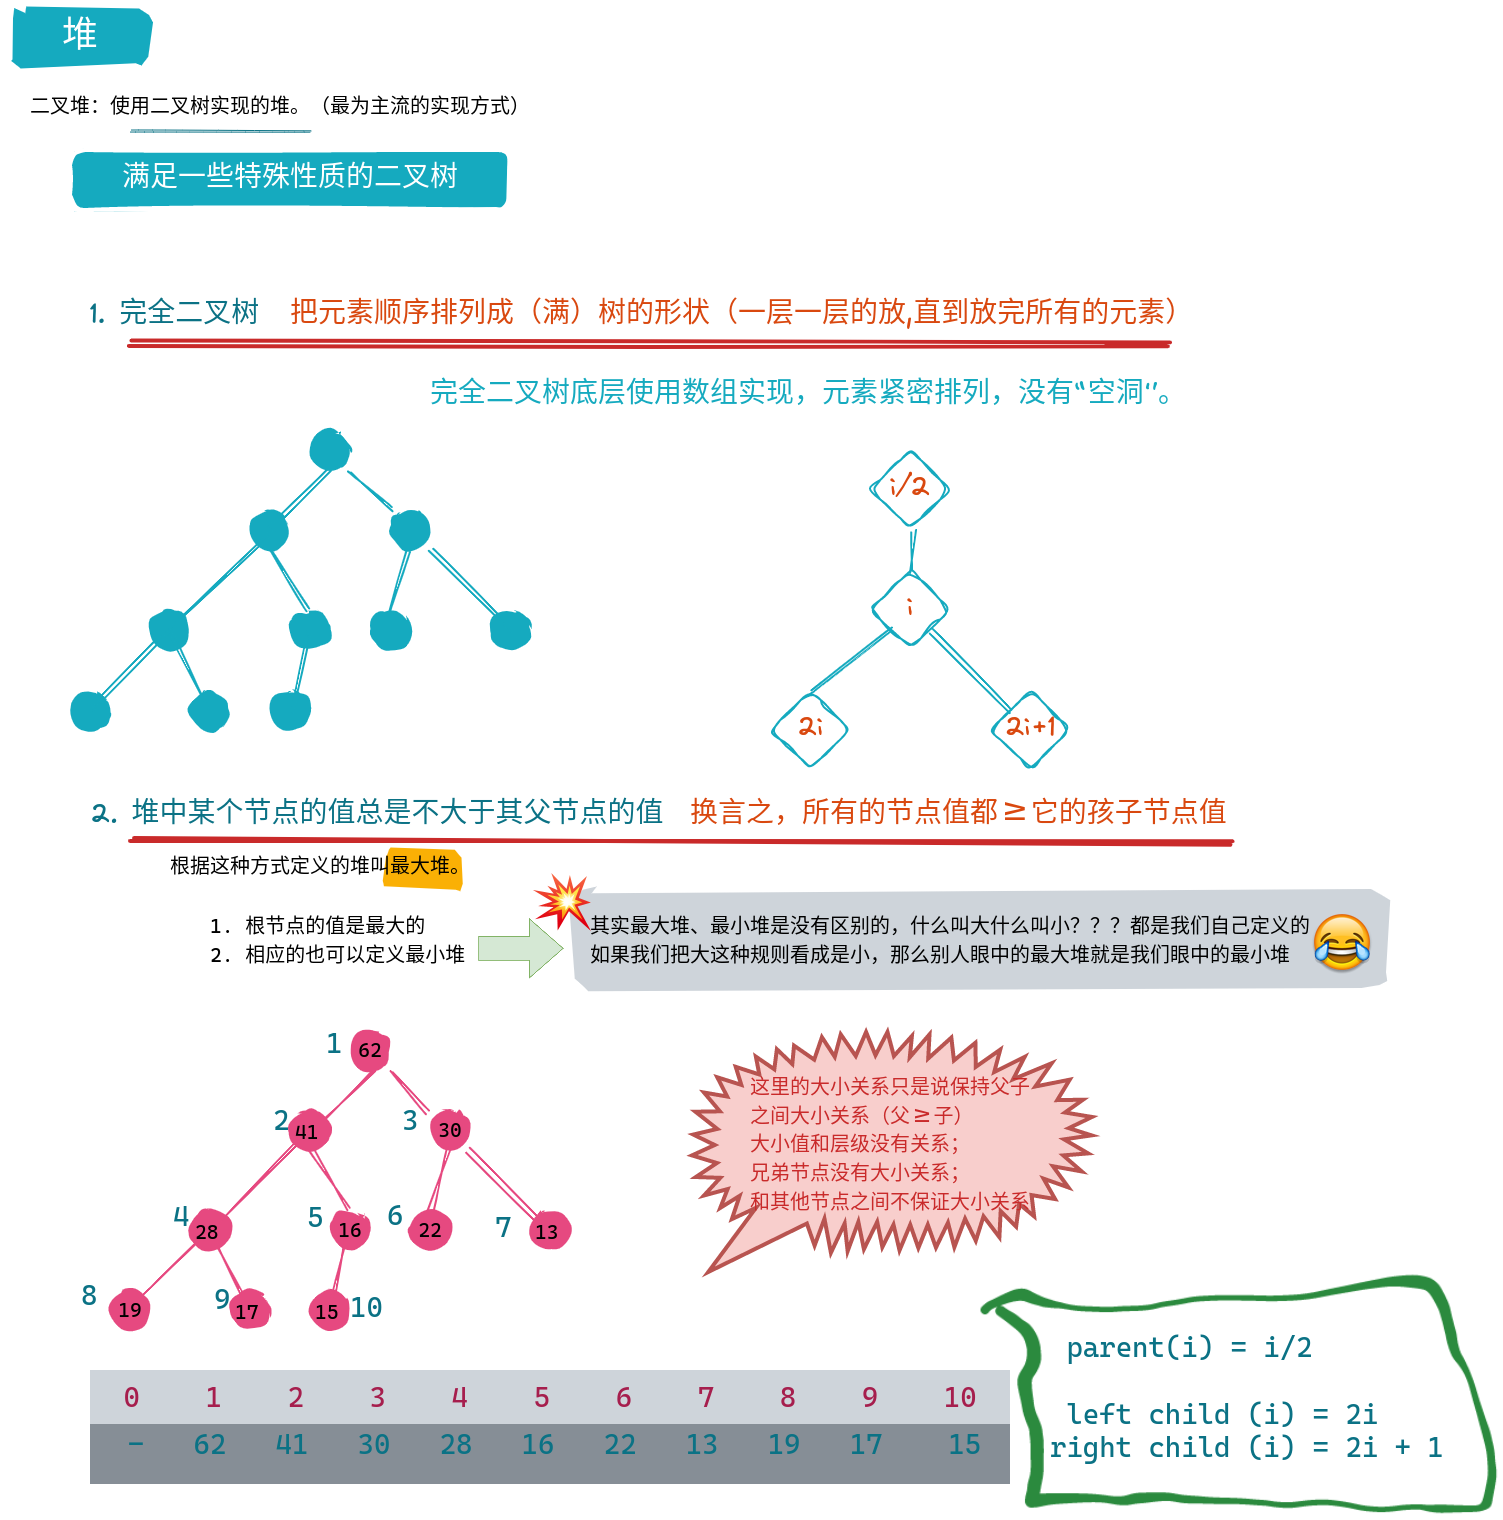 堆
二叉堆：使用二叉树实现的堆。（最为主流的实现方式）
满足一些特殊性质的二叉树
1. 完全二叉树 把元素顺序排列成（满）树的形状（一层一层的放,直到放完所有的元素）
完全二叉树底层使用数组实现，元素紧密排列，没有“空洞‘’。
i/2
i
2i 2i+1
2. 堆中某个节点的值总是不大于其父节点的值 换言之，所有的节点值都≥它的孩子节点值
根据这种方式定义的堆叫最大堆。
1. 根节点的值是最大的
2. 相应的也可以定义最小堆
其实最大堆、最小堆是没有区别的，什么叫大什么叫小？？？都是我们自己定义的
如果我们把大这种规则看成是小，那么别人眼中的最大堆就是我们眼中的最小堆
1 62
2 41 3 30
4 28 5 16 6 22 7 13
8 19 9 17 15 10
这里的大小关系只是说保持父子
之间大小关系（父≥子）
大小值和层级没有关系；
兄弟节点没有大小关系；
和其他节点之间不保证大小关系
parent(i) = i/2
left child (i) = 2i
right child (i) = 2i + 1
0 1 2 3 4 5 6 7 8 9 10
- 62 41 30 28 16 22 13 19 17 15